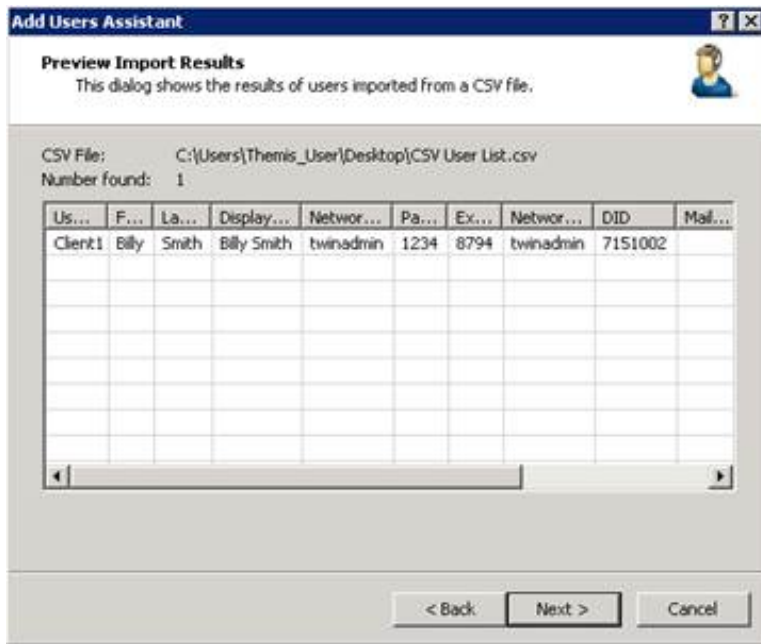 Add Users Assistant
Preview Import Results
This dialog shows the results of users imported from a CSV file.
CSV File: C:\Users\Themis_User\Desktop\CSV User List.csv
Number found: 1
Us... F... La... Display... Networ... Pa... Ex... Networ... DID Mail...
Client1 Billy Smith Billy Smith twinadmin 1234 8794 twinadmin 7151002
< Back Next > Cancel